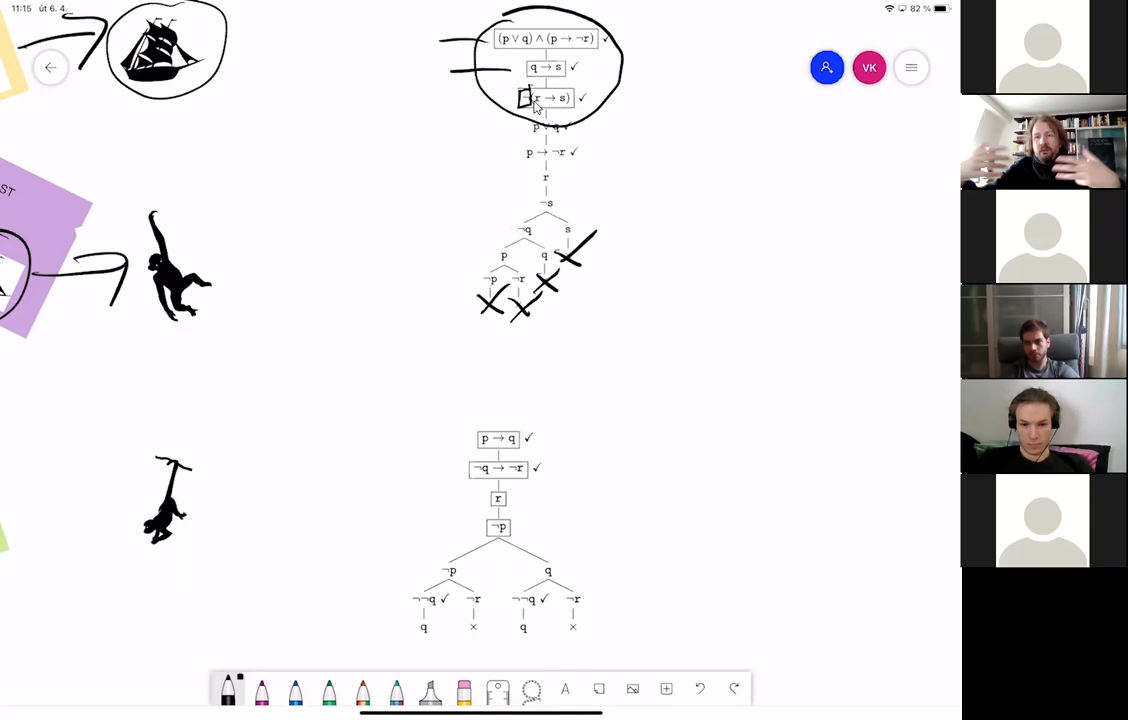 11:15 út 6. 4.
82 %
(p ∨ q) ∧ (p → ¬r) ✓
q → s ✓
VK
¬(r → s) ✓
p ∨ q ✓
p → ¬r ✓
r
ST
¬s
¬q s
p q
¬p ¬r
p → q ✓
¬q → ¬r ✓
r
¬p
¬p q
¬¬q ✓ ¬r ¬¬q ✓ ¬r
q × q ×
A